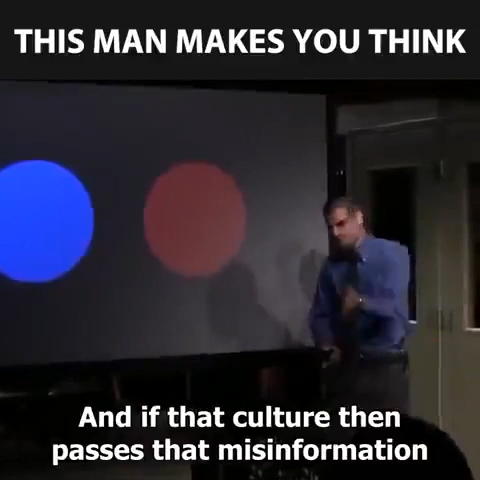 THIS MAN MAKES YOU THINK
And if that culture then
passes that misinformation